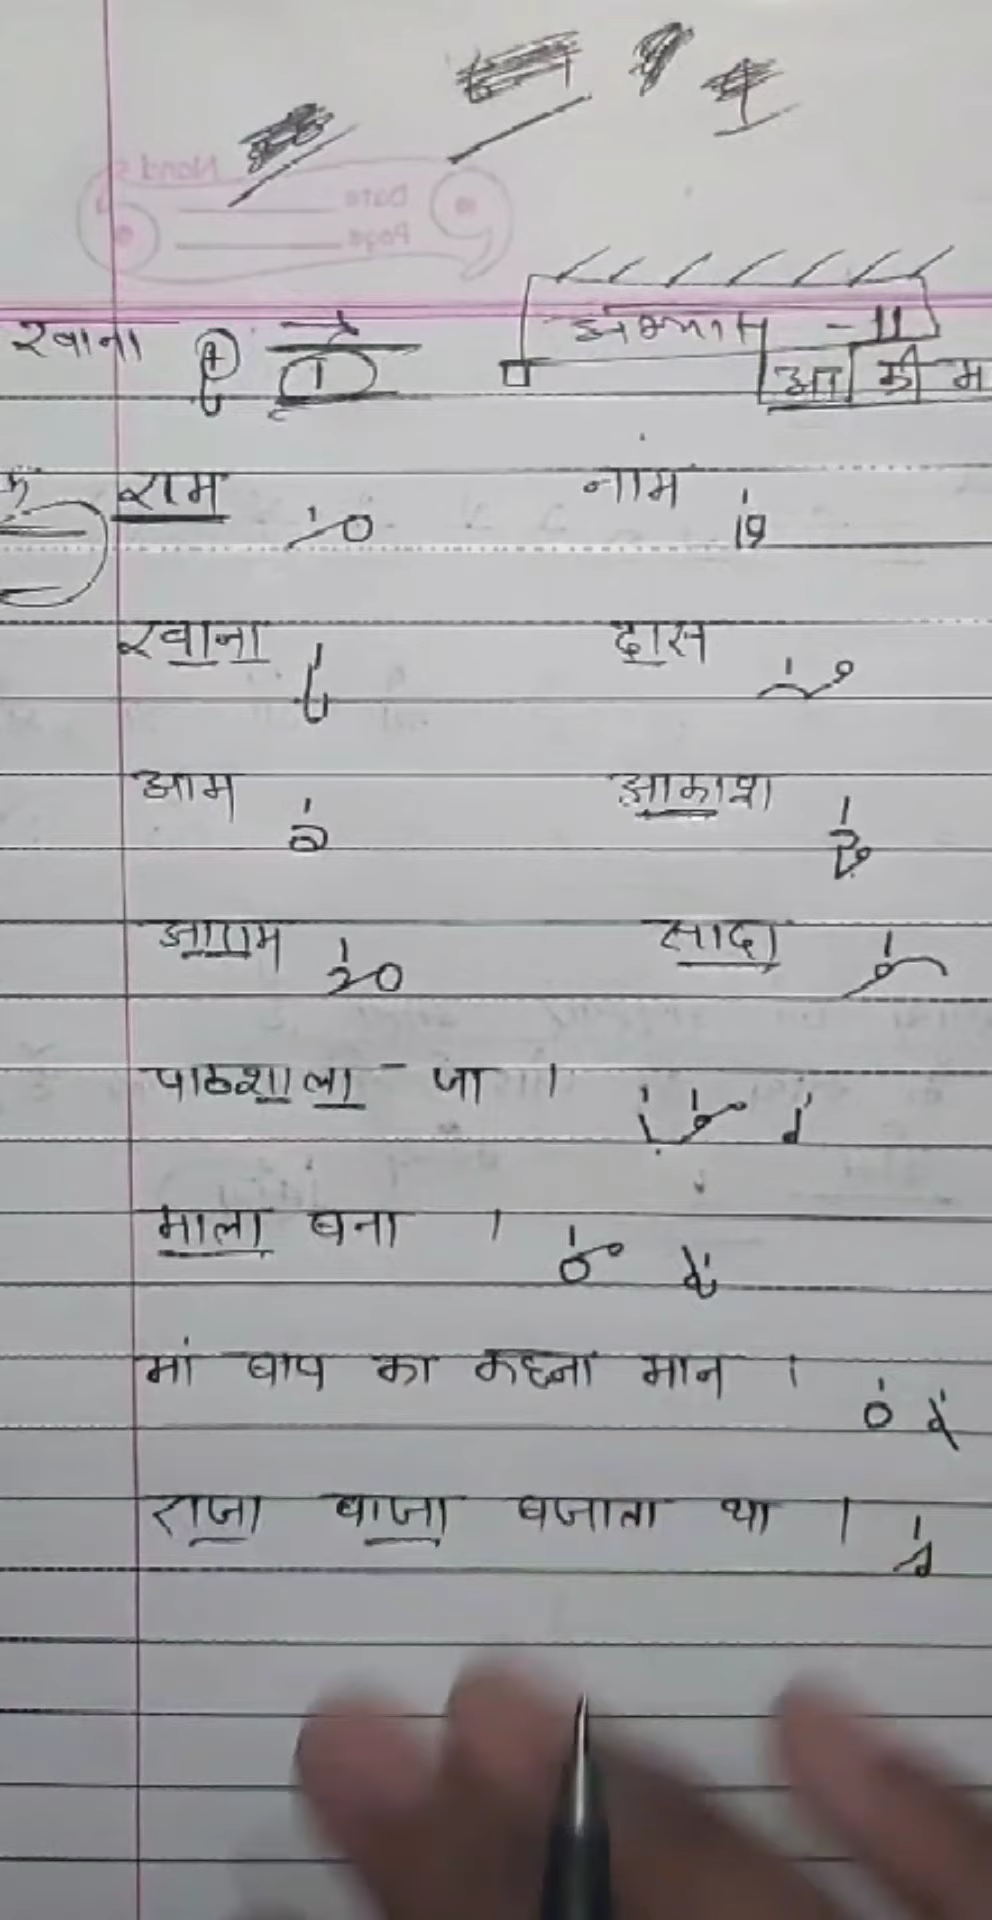 खाना अभ्यास - 11
आ की म
राम नाम
खाना दास
आम आकाश
आराम सादा
पाठशाला - जा ।
माला बना ।
मां बाप का कहना मान ।
राजा बाजा बजाता था ।